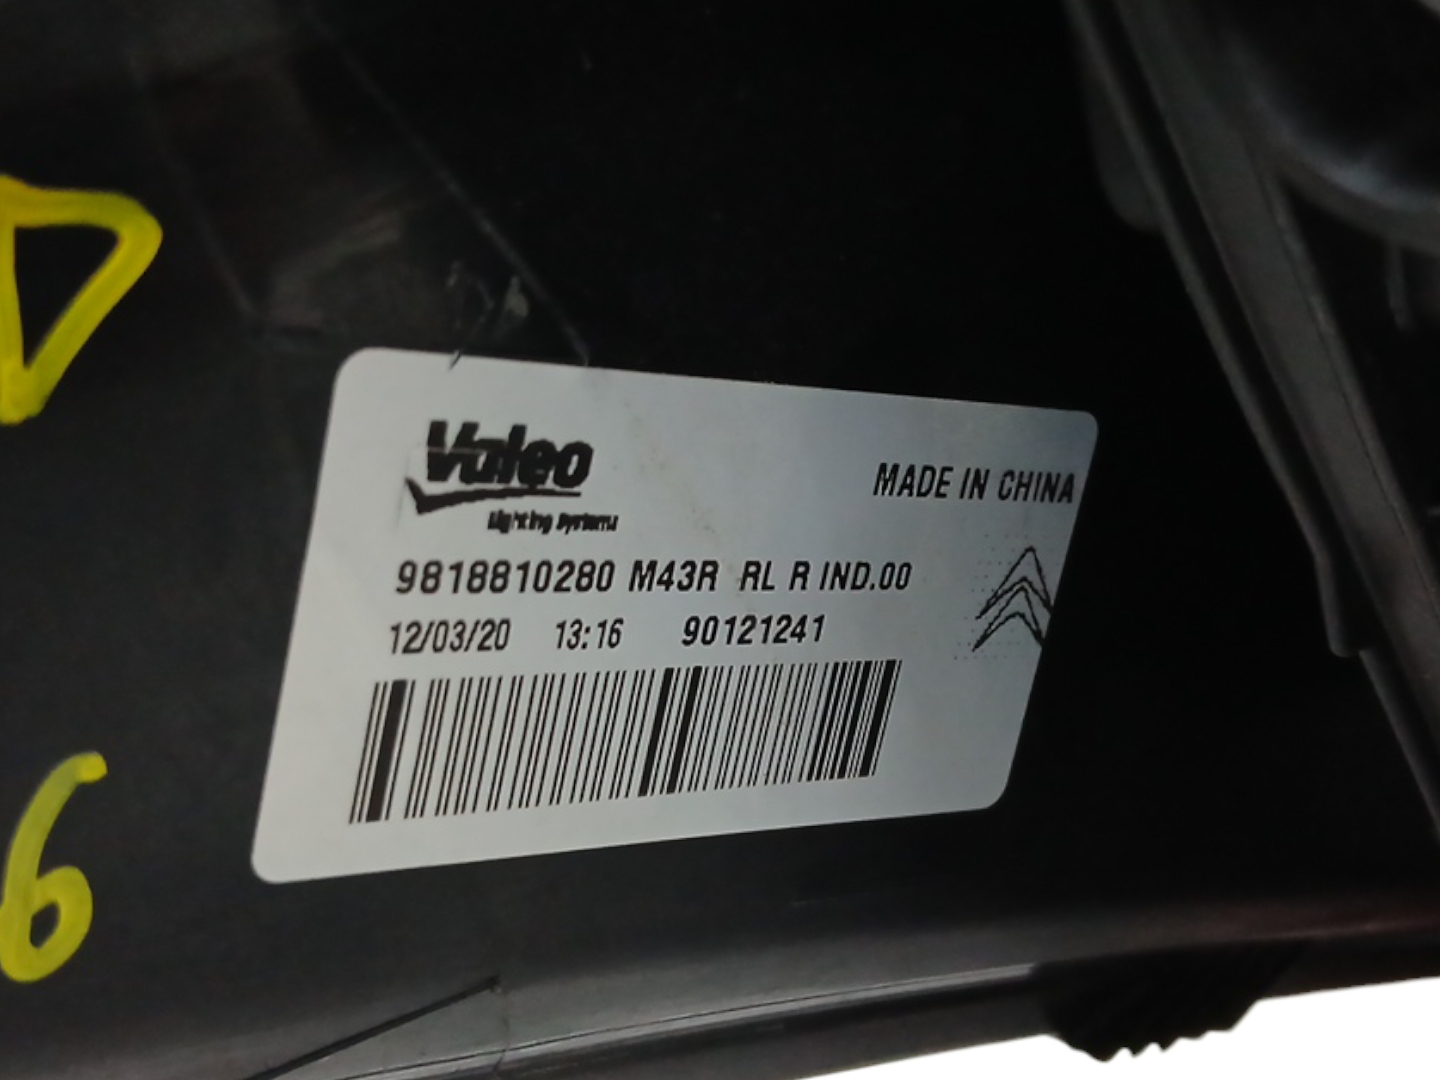 D
Valeo
Lighting Systems
MADE IN CHINA
9818810280 M43R RL R IND.00
12/03/20 13:16 90121241
6